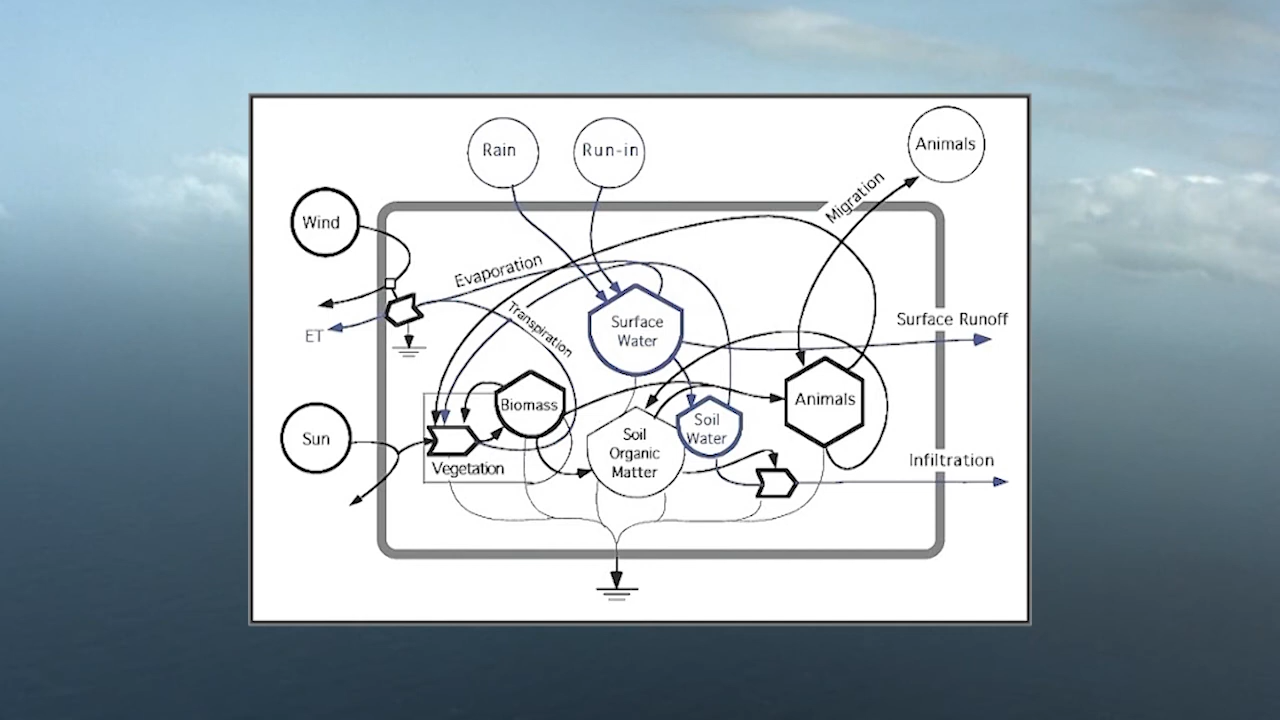 Rain
Run-in
Animals
Wind
Migration
Evaporation
Transpiration
ET
Surface
Water
Surface Runoff
Sun
Biomass
Vegetation
Soil
Organic
Matter
Soil
Water
Animals
Infiltration